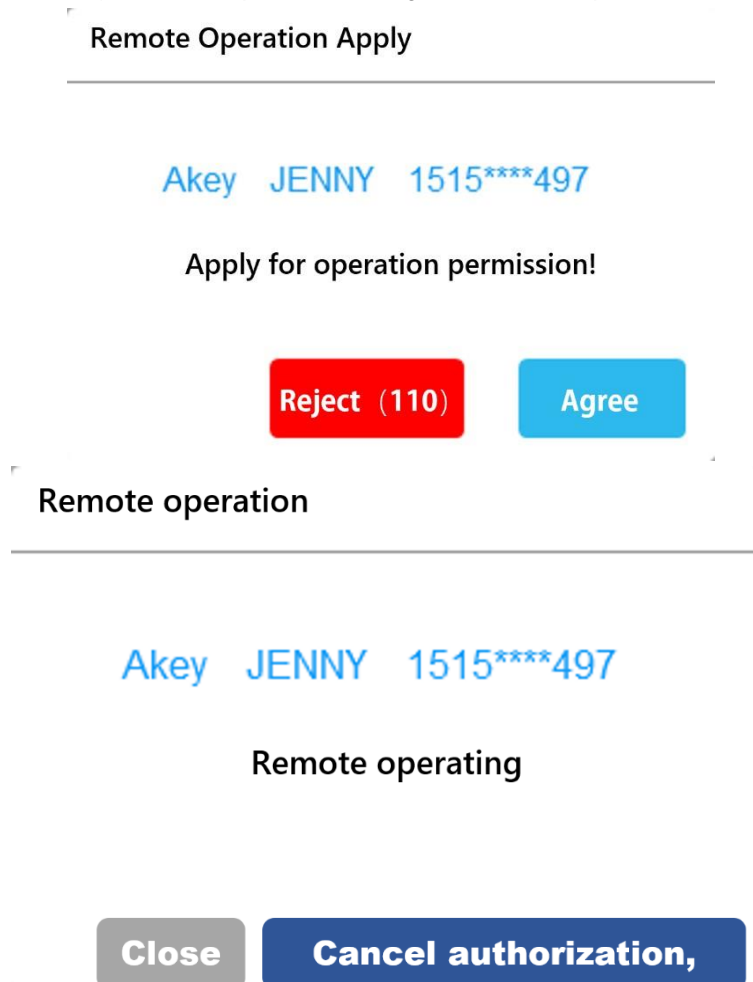 Remote Operation Apply
Akey JENNY 1515****497
Apply for operation permission!
Reject （110） Agree
Remote operation
Akey JENNY 1515****497
Remote operating
Close Cancel authorization,